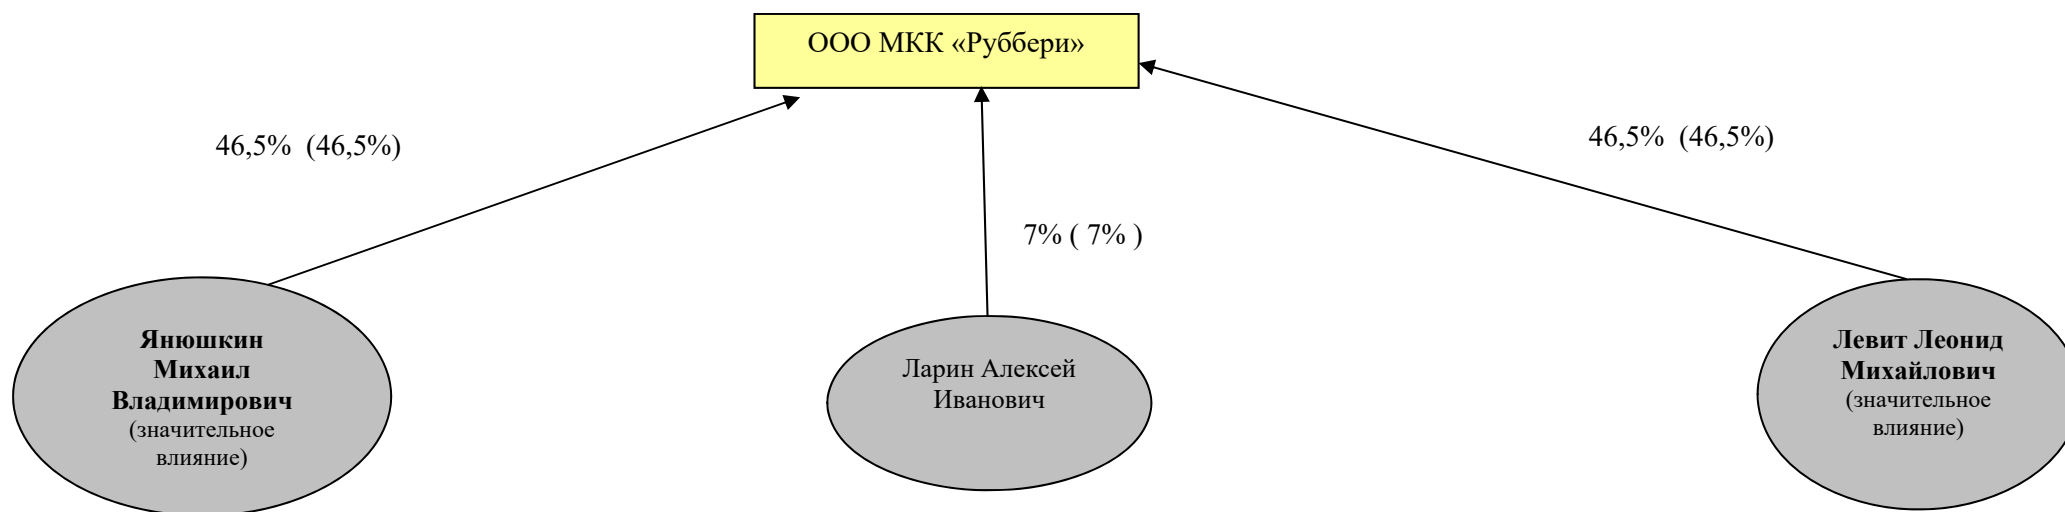 ООО МКК «Руббери»
46,5%  (46,5%)
46,5%  (46,5%)
7% ( 7% )
Янюшкин
Михаил
Владимирович
(значительное
влияние)
Ларин Алексей
Иванович
Левит Леонид
Михайлович
(значительное
влияние)